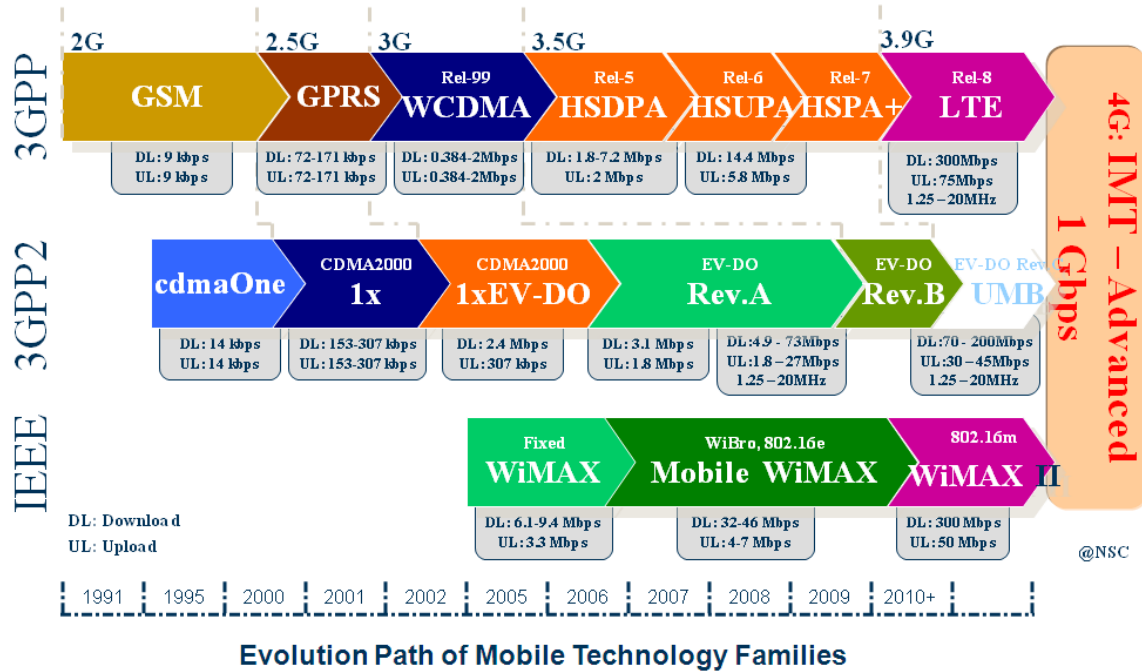 2G
2.5G
3G
3.5G
3.9G
3GPP
GSM
GPRS
Rel-99
WCDMA
Rel-5
HSDPA
Rel-6
HSUPA
Rel-7
HSPA+
Rel-8
LTE
DL: 9 kbps
UL: 9 kbps
DL: 72-171 kbps
UL: 72-171 kbps
DL: 0.384-2Mbps
UL: 0.384-2Mbps
DL: 1.8-7.2 Mbps
UL: 2 Mbps
DL: 14.4 Mbps
UL: 5.8 Mbps
DL: 300Mbps
UL: 75Mbps
1.25 – 20MHz
4G: IMT – Advanced
1 Gbps
3GPP2
cdmaOne
CDMA2000
1x
CDMA2000
1xEV-DO
EV-DO
Rev.A
EV-DO
Rev.B
EV-DO Rev.C
UMB
DL: 14 kbps
UL: 14 kbps
DL: 153-307 kbps
UL: 153-307 kbps
DL: 2.4 Mbps
UL: 307 kbps
DL: 3.1 Mbps
UL: 1.8 Mbps
DL:4.9 - 73Mbps
UL:1.8 – 27Mbps
1.25 – 20MHz
DL:70 - 200Mbps
UL:30 – 45Mbps
1.25 – 20MHz
IEEE
Fixed
WiMAX
WiBro, 802.16e
Mobile WiMAX
802.16m
WiMAX II
DL: 6.1-9.4 Mbps
UL: 3.3 Mbps
DL: 32-46 Mbps
UL: 4-7 Mbps
DL: 300 Mbps
UL: 50 Mbps
DL: Download
UL: Upload
@NSC
1991
1995
2000
2001
2002
2005
2006
2007
2008
2009
2010+
Evolution Path of Mobile Technology Families